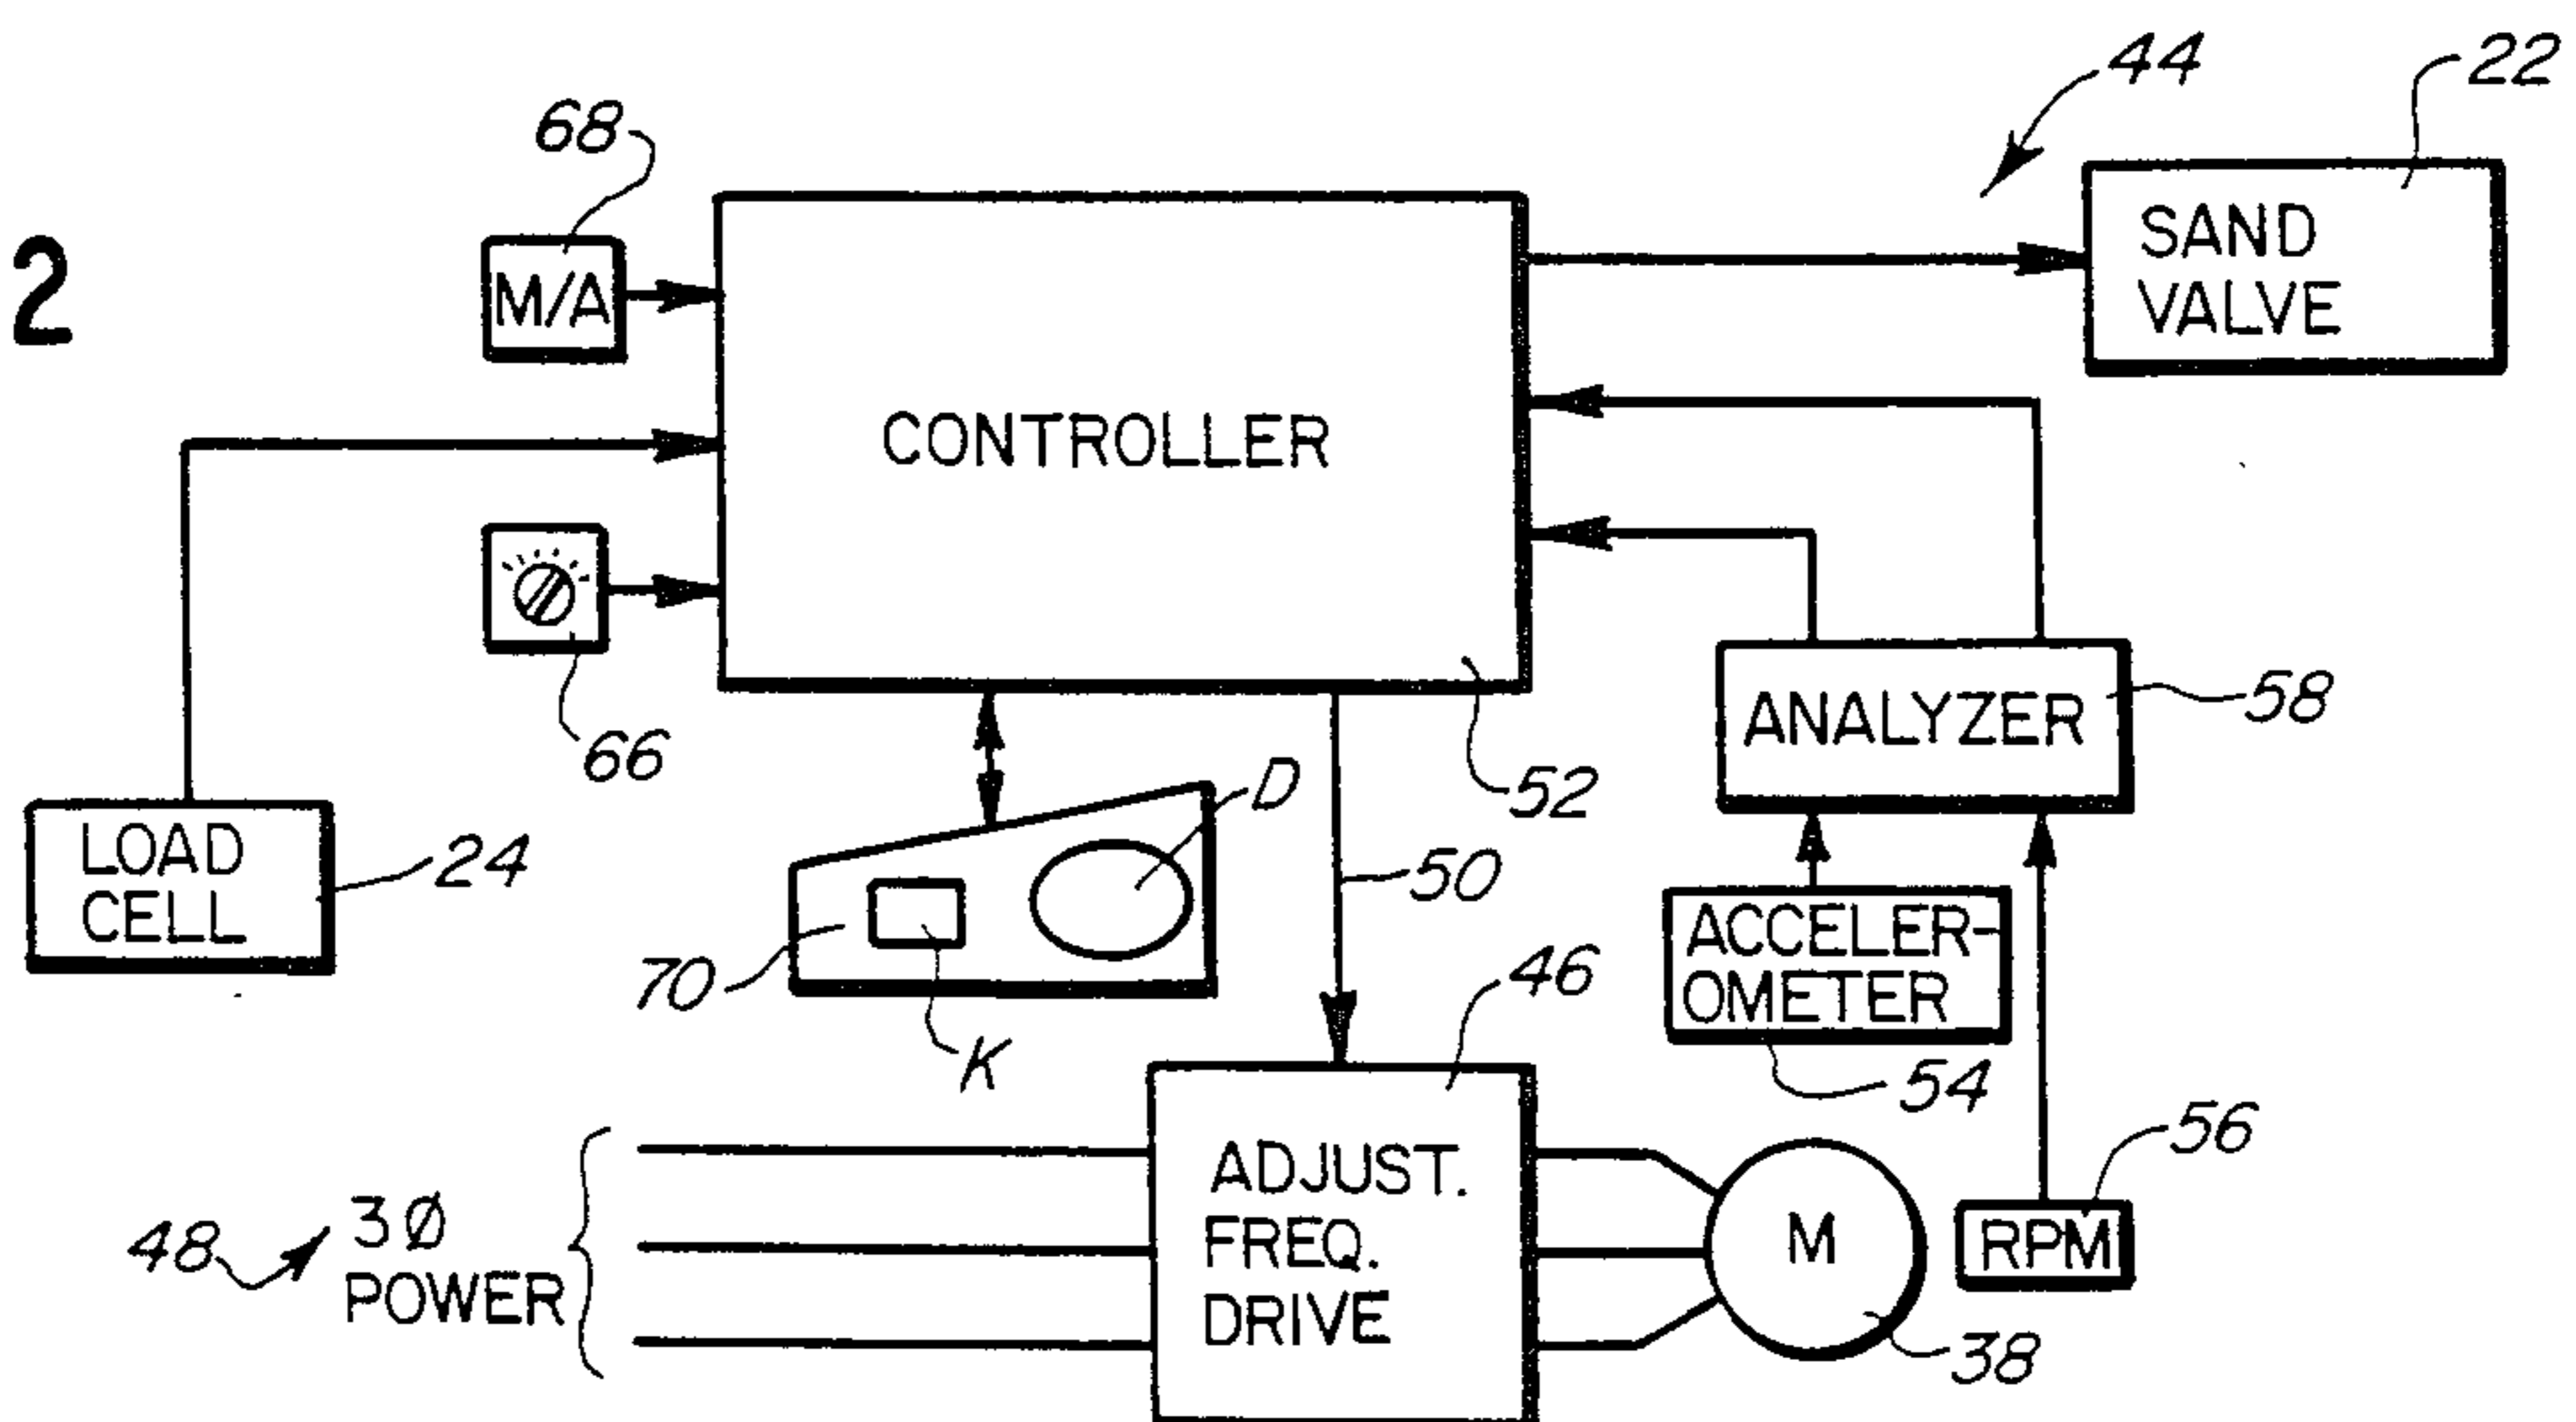 2
68
44
22
M/A
SAND
VALVE
CONTROLLER
66
52
ANALYZER
58
LOAD
CELL
24
D
70
K
50
46
ACCELER-
OMETER
54
56
RPM
48
3Ø
POWER
ADJUST.
FREQ.
DRIVE
M
38